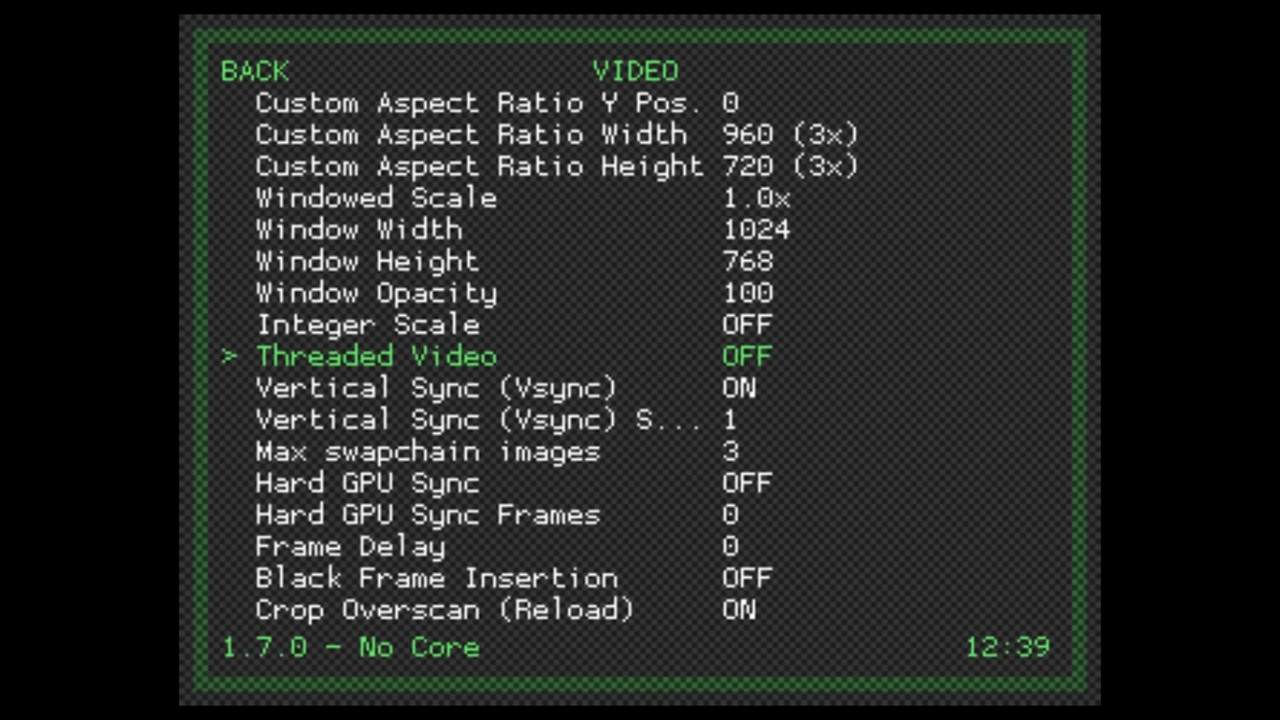 BACK VIDEO
Custom Aspect Ratio Y Pos. 0
Custom Aspect Ratio Width 960 (3x)
Custom Aspect Ratio Height 720 (3x)
Windowed Scale 1.0x
Window Width 1024
Window Height 768
Window Opacity 100
Integer Scale OFF
> Threaded Video OFF
Vertical Sync (Vsync) ON
Vertical Sync (Vsync) S... 1
Max swapchain images 3
Hard GPU Sync OFF
Hard GPU Sync Frames 0
Frame Delay 0
Black Frame Insertion OFF
Crop Overscan (Reload) ON
1.7.0 - No Core 12:39